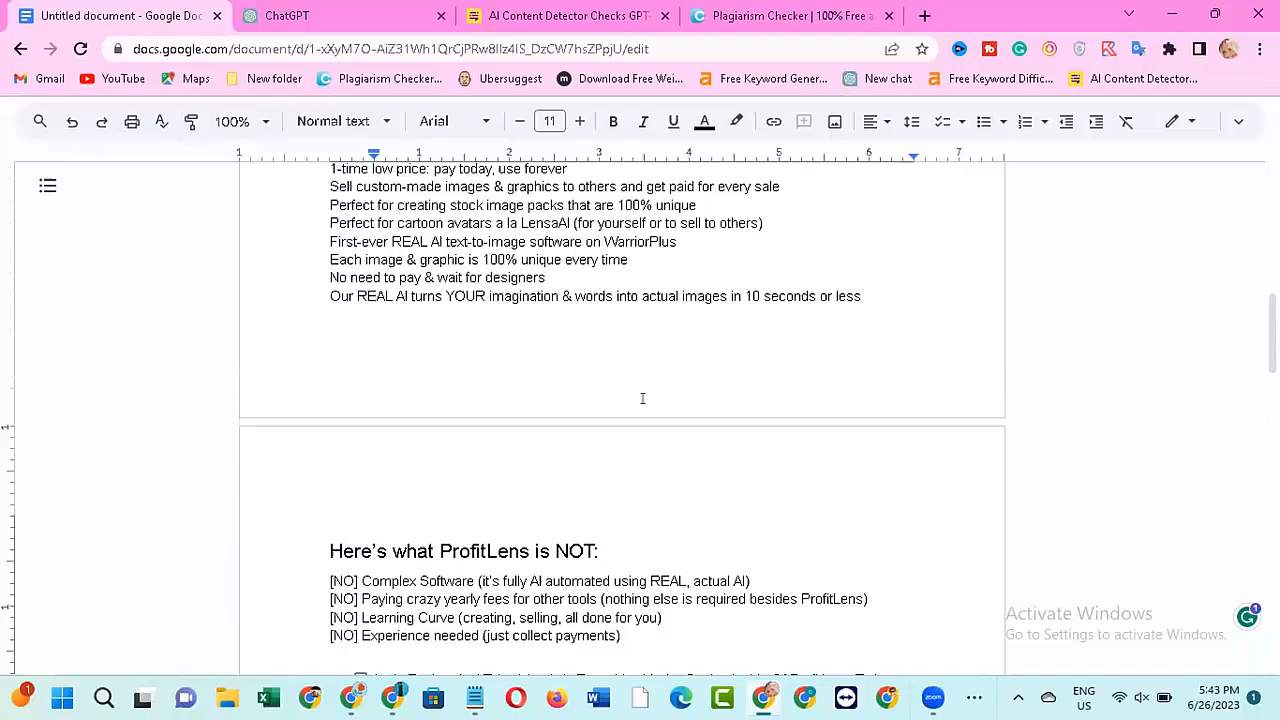 Untitled document - Google Doc
ChatGPT
AI Content Detector Checks GPT-
Plagiarism Checker | 100% Free a
docs.google.com/document/d/1-xXyM7O-AiZ31Wh1QrCjPRw8lIz4lS_DzCW7hsZPpjU/edit
Gmail
YouTube
Maps
New folder
Plagiarism Checker...
Ubersuggest
Download Free Wei...
Free Keyword Gener...
New chat
Free Keyword Diffic...
AI Content Detector...
100%
Normal text
Arial
11
1 1 2 3 4 5 6 7
1-time low price: pay today, use forever
Sell custom-made images & graphics to others and get paid for every sale
Perfect for creating stock image packs that are 100% unique
Perfect for cartoon avatars a la LensaAI (for yourself or to sell to others)
First-ever REAL AI text-to-image software on WarriorPlus
Each image & graphic is 100% unique every time
No need to pay & wait for designers
Our REAL AI turns YOUR imagination & words into actual images in 10 seconds or less
Here's what ProfitLens is NOT:
[NO] Complex Software (it's fully AI automated using REAL, actual AI)
[NO] Paying crazy yearly fees for other tools (nothing else is required besides ProfitLens)
[NO] Learning Curve (creating, selling, all done for you)
[NO] Experience needed (just collect payments)
Activate Windows
Go to Settings to activate Windows.
ENG
US
5:43 PM
6/26/2023